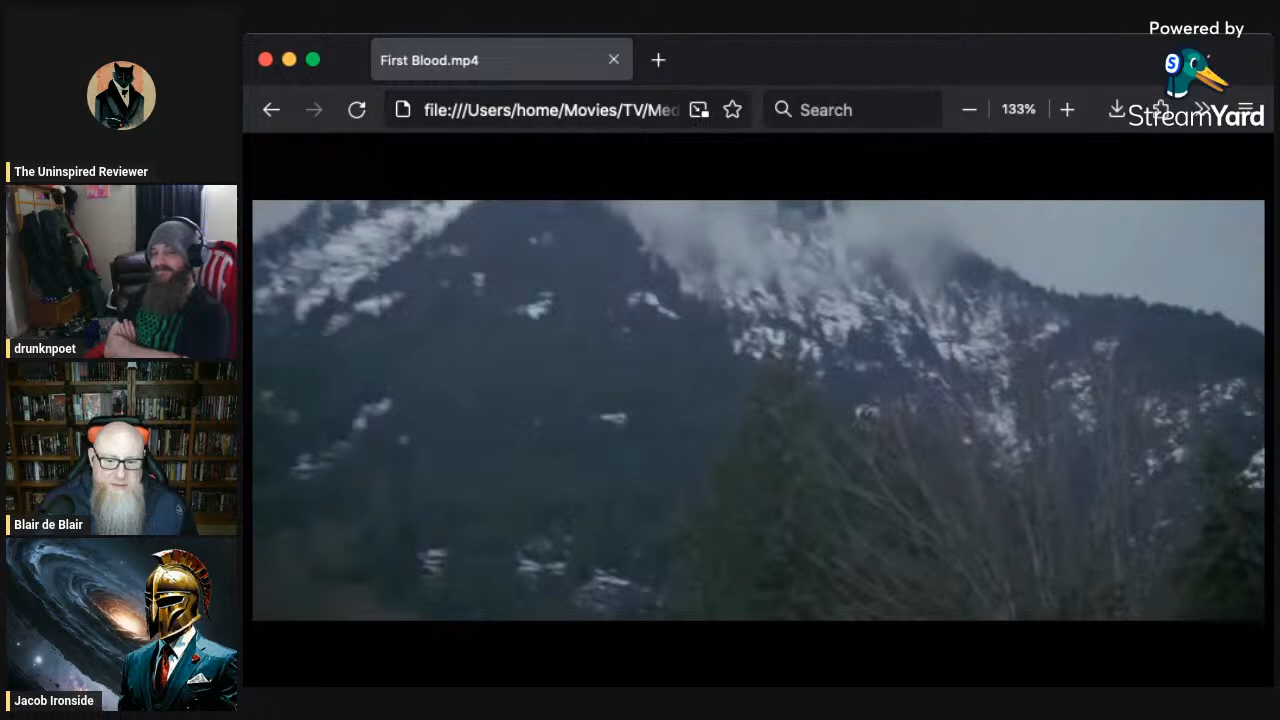 Powered by
StreamYard
First Blood.mp4
file:///Users/home/Movies/TV/Med
Search
133%
The Uninspired Reviewer
drunknpoet
Blair de Blair
Jacob Ironside